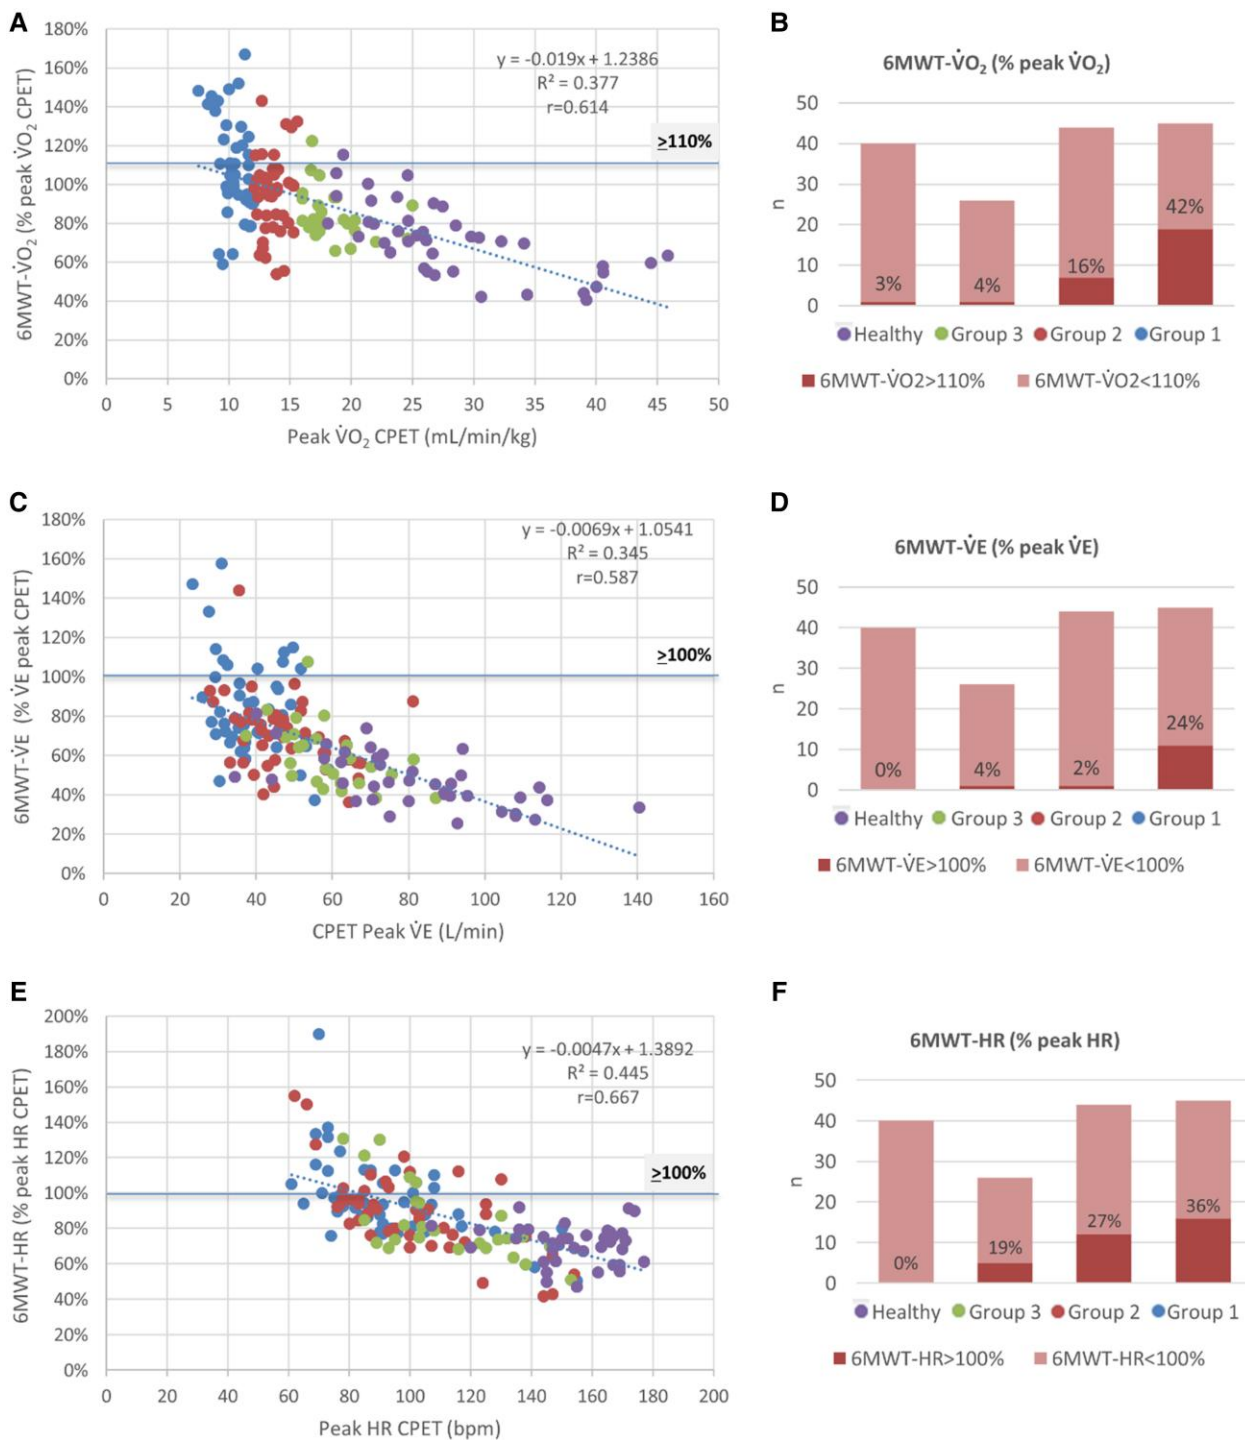 A
180%
160%
140%
120%
100%
80%
60%
40%
20%
0%
6MWT-V̇O₂ (% peak V̇O₂ CPET)
y = -0.019x + 1.2386
R² = 0.377
r=0.614
≥110%
0 5 10 15 20 25 30 35 40 45 50
Peak V̇O₂ CPET (mL/min/kg)
B
6MWT-V̇O₂ (% peak V̇O₂)
50
40
30
20
10
0
n
3% 4% 16% 42%
Healthy Group 3 Group 2 Group 1
6MWT-V̇O2>110% 6MWT-V̇O2<110%
C
180%
160%
140%
120%
100%
80%
60%
40%
20%
0%
6MWT-V̇E (% V̇E peak CPET)
y = -0.0069x + 1.0541
R² = 0.345
r=0.587
≥100%
0 20 40 60 80 100 120 140 160
CPET Peak V̇E (L/min)
D
6MWT-V̇E (% peak V̇E)
50
40
30
20
10
0
n
0% 4% 2% 24%
Healthy Group 3 Group 2 Group 1
6MWT-V̇E>100% 6MWT-V̇E<100%
E
200%
180%
160%
140%
120%
100%
80%
60%
40%
20%
0%
6MWT-HR (% peak HR CPET)
y = -0.0047x + 1.3892
R² = 0.445
r=0.667
≥100%
0 20 40 60 80 100 120 140 160 180 200
Peak HR CPET (bpm)
F
6MWT-HR (% peak HR)
50
40
30
20
10
0
n
0% 19% 27% 36%
Healthy Group 3 Group 2 Group 1
6MWT-HR>100% 6MWT-HR<100%